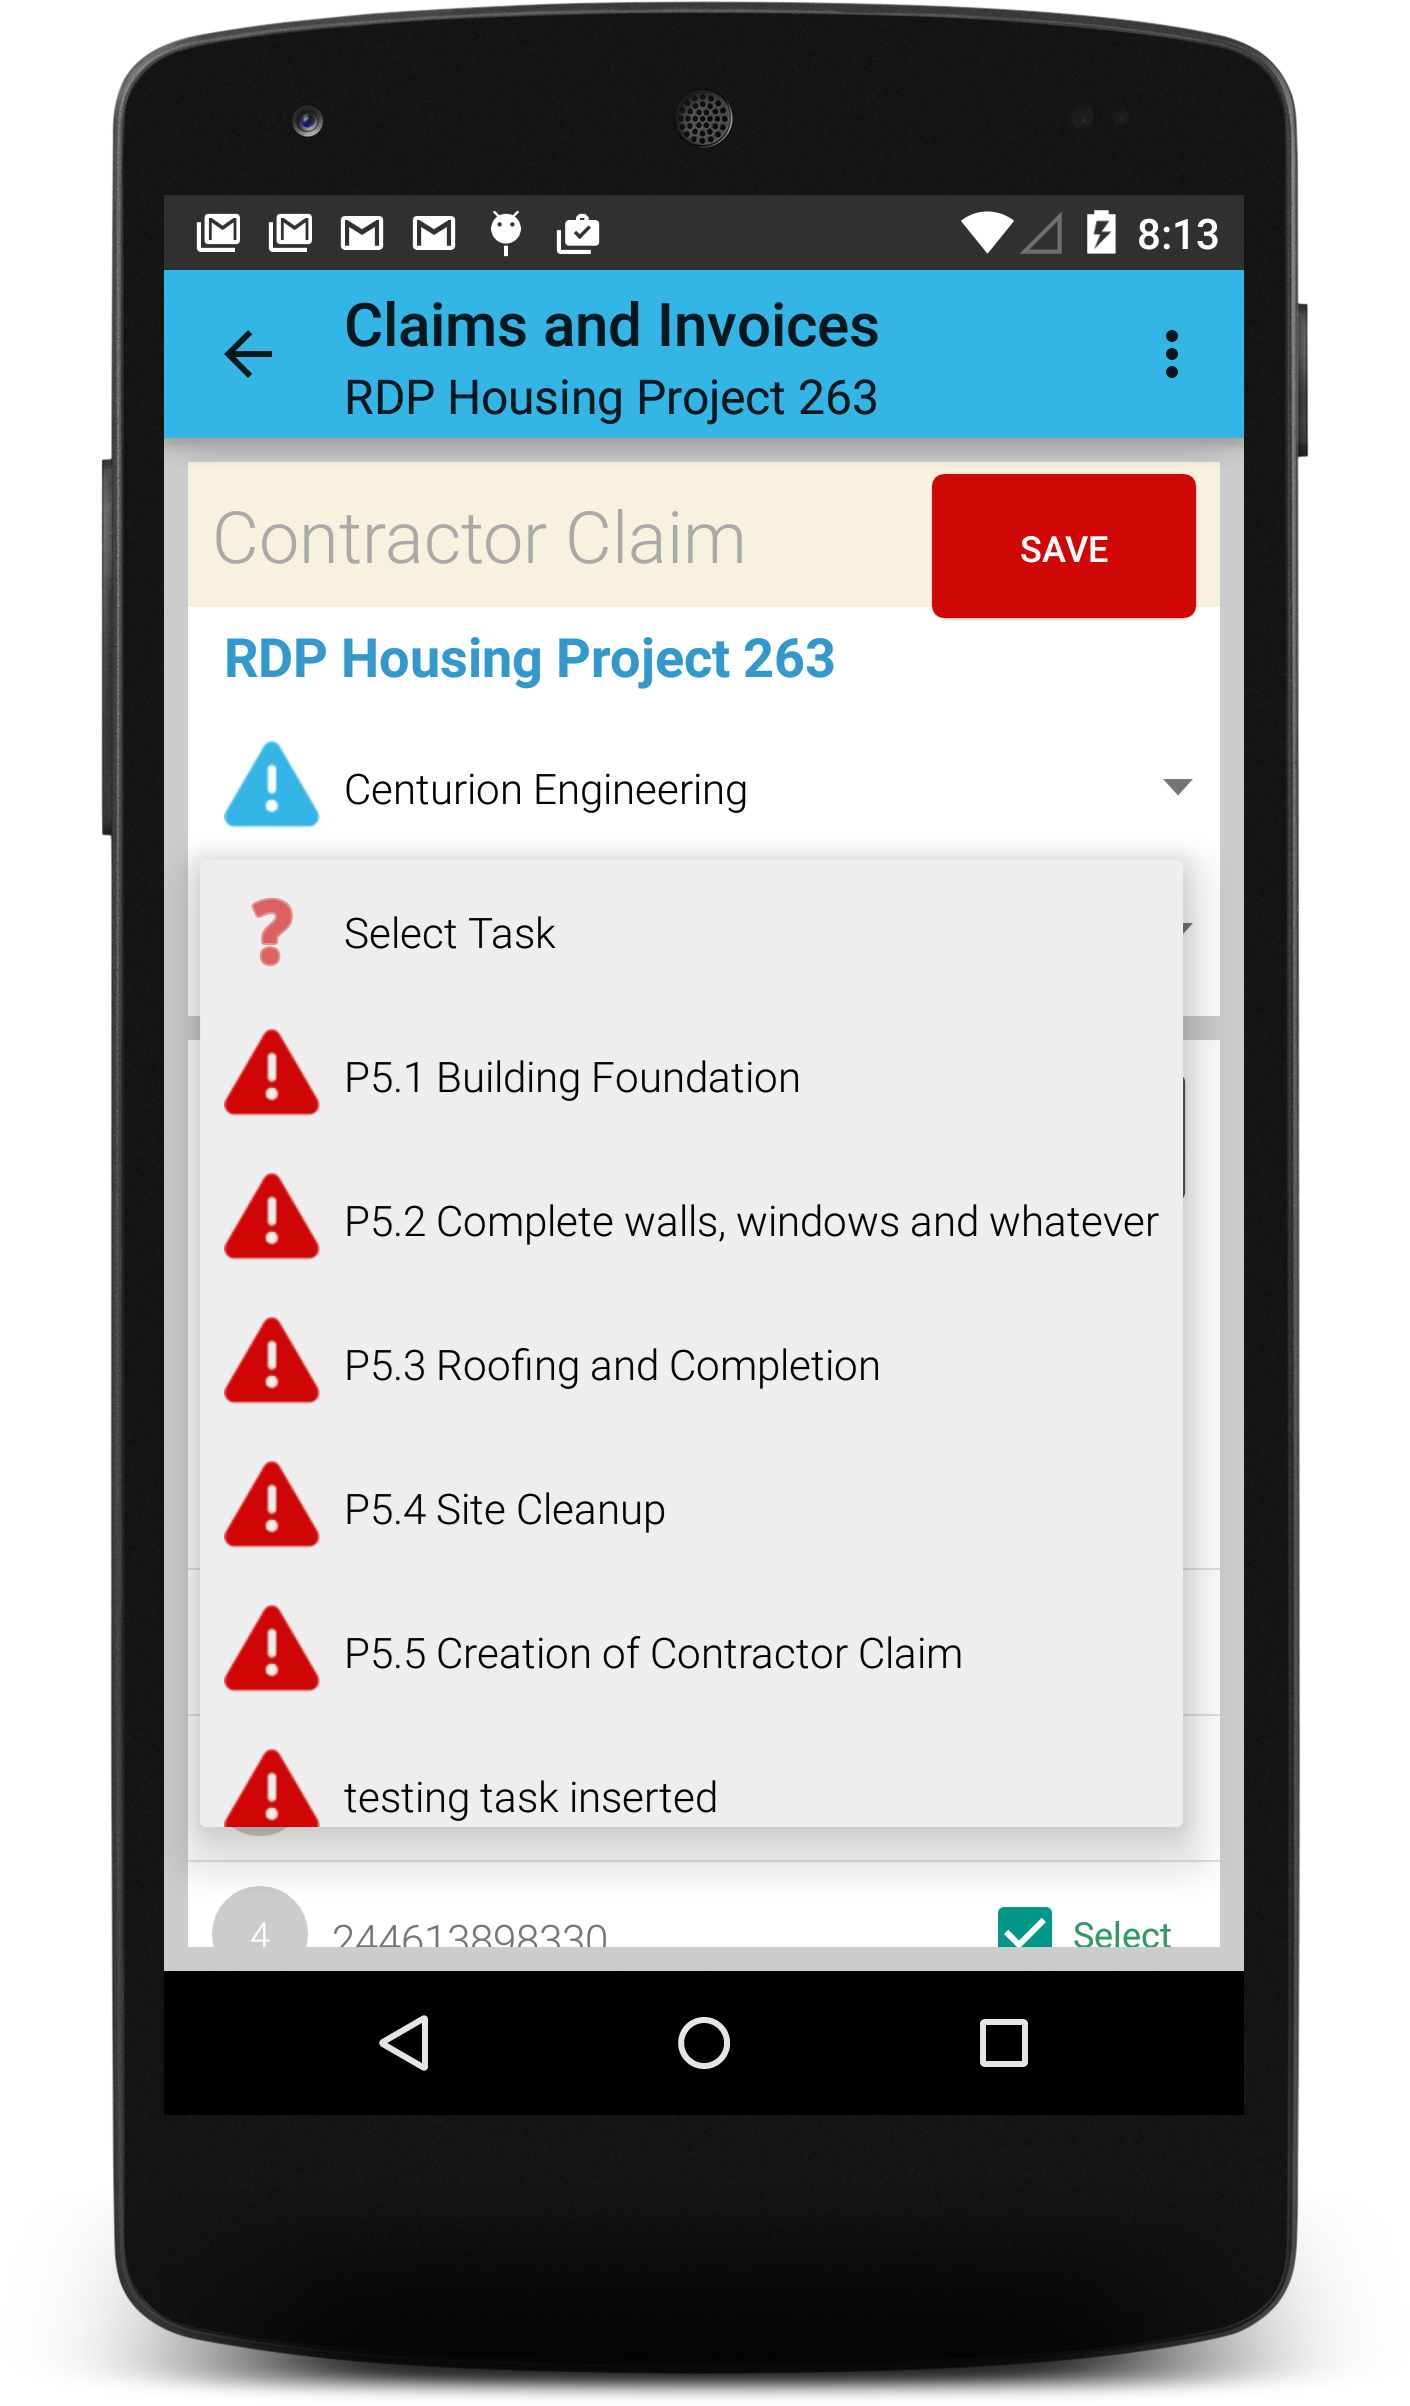 8:13
Claims and Invoices
RDP Housing Project 263
Contractor Claim
SAVE
RDP Housing Project 263
Centurion Engineering
Select Task
P5.1 Building Foundation
P5.2 Complete walls, windows and whatever
P5.3 Roofing and Completion
P5.4 Site Cleanup
P5.5 Creation of Contractor Claim
testing task inserted
4 244613898330 Select